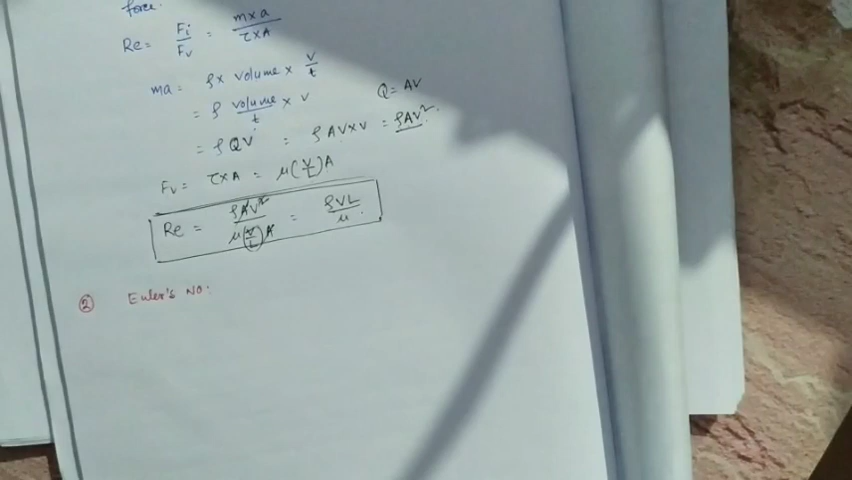 force.
Re = Fi/Fv = m×a/τ×A
ma = ρ× volume × V/t
= ρ volume/t × V
Q = AV
= ρQV = ρAV×V = ρAV².
Fv = τ×A = μ(V/L)A
Re = ρAV²/μ(V/L)A = ρVL/μ.
② Euler's No: